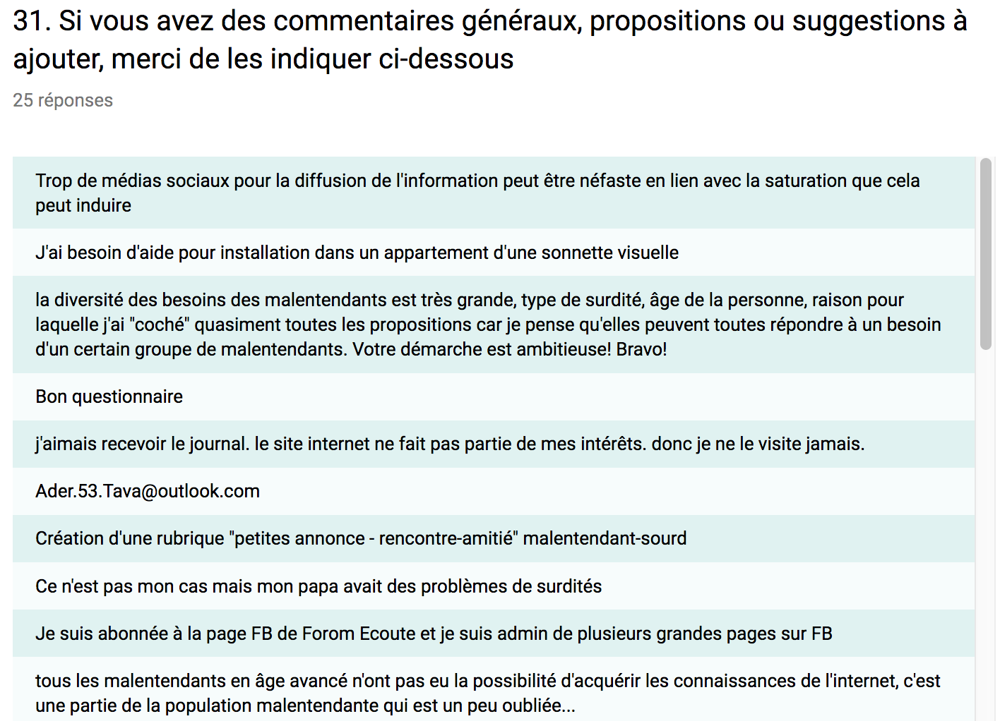 31. Si vous avez des commentaires généraux, propositions ou suggestions à
ajouter, merci de les indiquer ci-dessous
25 réponses
Trop de médias sociaux pour la diffusion de l'information peut être néfaste en lien avec la saturation que cela
peut induire
J'ai besoin d'aide pour installation dans un appartement d'une sonnette visuelle
la diversité des besoins des malentendants est très grande, type de surdité, âge de la personne, raison pour
laquelle j'ai "coché" quasiment toutes les propositions car je pense qu'elles peuvent toutes répondre à un besoin
d'un certain groupe de malentendants. Votre démarche est ambitieuse! Bravo!
Bon questionnaire
j'aimais recevoir le journal. le site internet ne fait pas partie de mes intérêts. donc je ne le visite jamais.
Ader.53.Tava@outlook.com
Création d'une rubrique "petites annonce - rencontre-amitié" malentendant-sourd
Ce n'est pas mon cas mais mon papa avait des problèmes de surdités
Je suis abonnée à la page FB de Forom Ecoute et je suis admin de plusieurs grandes pages sur FB
tous les malentendants en âge avancé n'ont pas eu la possibilité d'acquérir les connaissances de l'internet, c'est
une partie de la population malentendante qui est un peu oubliée...